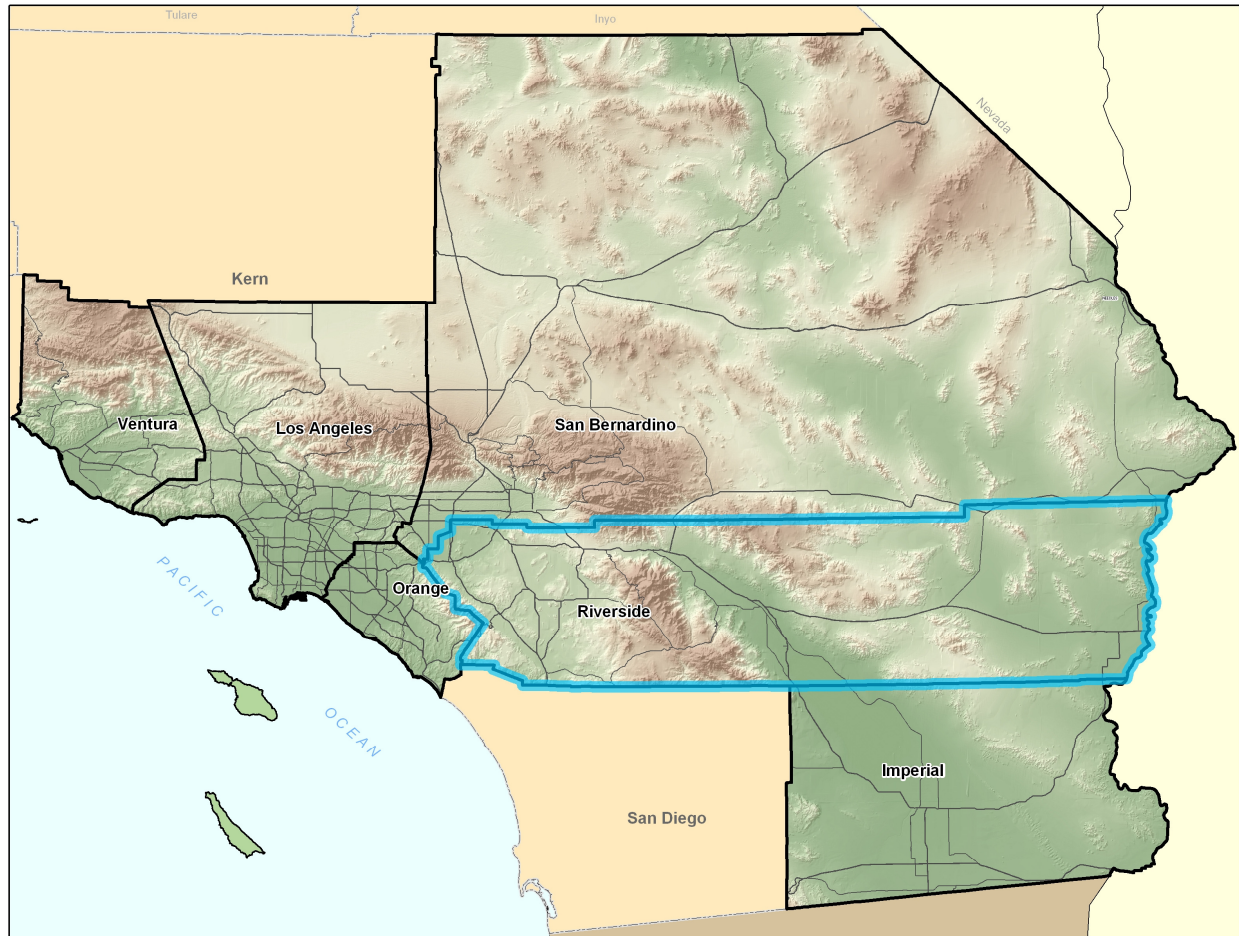 Tulare
Inyo
Nevada
Kern
Ventura
Los Angeles
San Bernardino
PACIFIC
Orange
Riverside
OCEAN
Imperial
San Diego